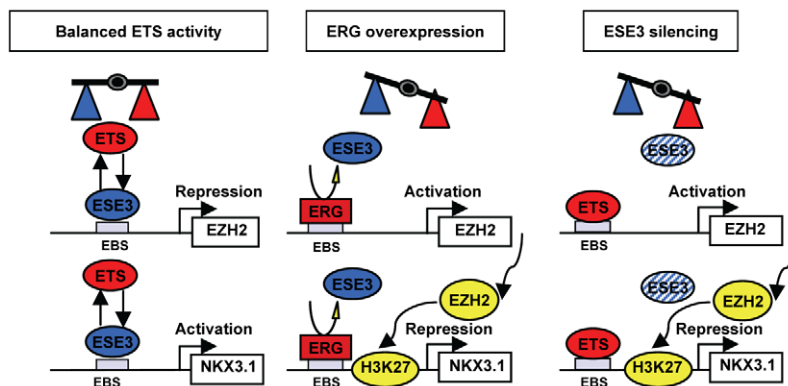 Balanced ETS activity
ERG overexpression
ESE3 silencing
ETS
ESE3
EBS
Repression
EZH2
ETS
ESE3
EBS
Activation
NKX3.1
ESE3
ERG
EBS
Activation
EZH2
ESE3
ERG
EBS
EZH2
H3K27
Repression
NKX3.1
ESE3
ETS
EBS
Activation
EZH2
ESE3
ETS
EBS
EZH2
H3K27
Repression
NKX3.1